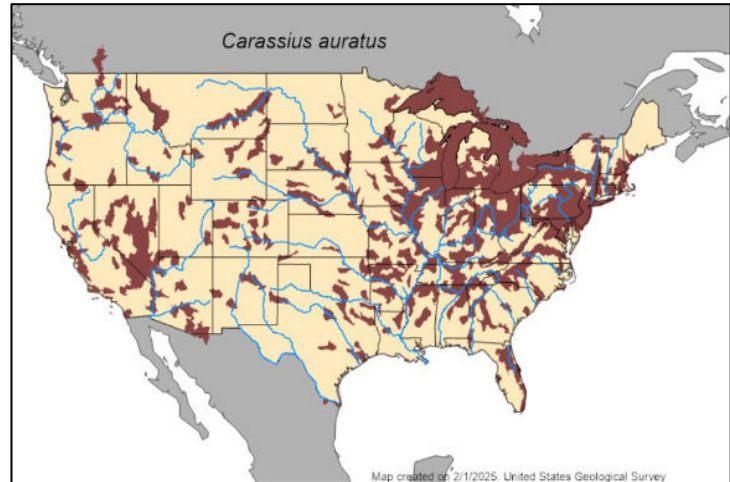 Carassius auratus
Map created on 2/1/2025. United States Geological Survey